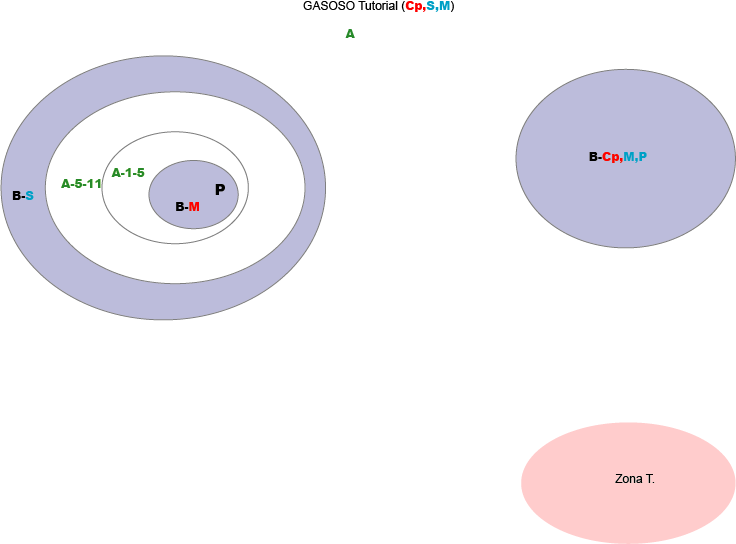 GASOSO Tutorial (Cp,S,M)
A
B-Cp,M,P
A-1-5
A-5-11
P
B-S
B-M
Zona T.